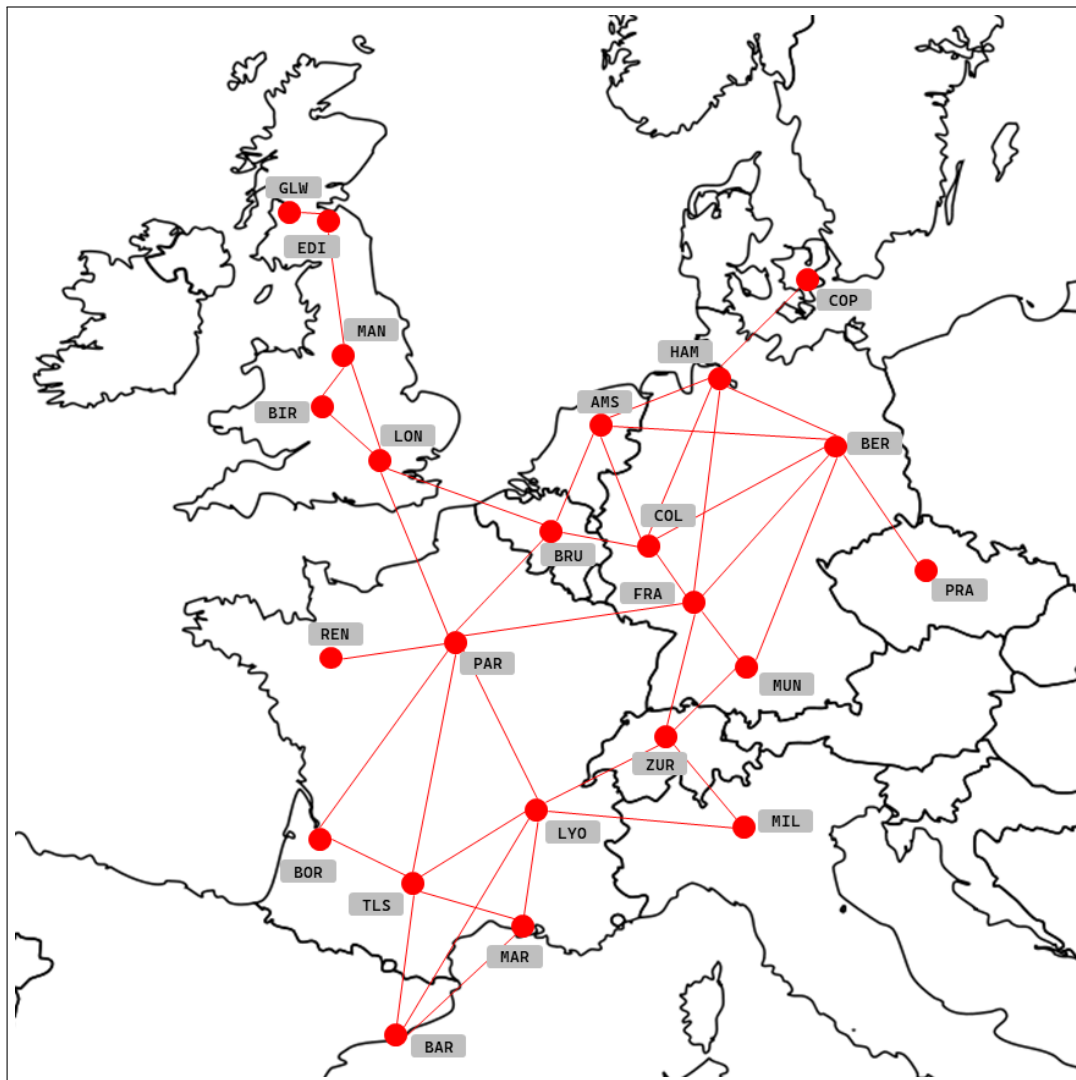 GLW
EDI
COP
MAN
HAM
AMS
BIR
LON
BER
COL
BRU
FRA
PRA
REN
PAR
MUN
ZUR
MIL
LYO
BOR
TLS
MAR
BAR